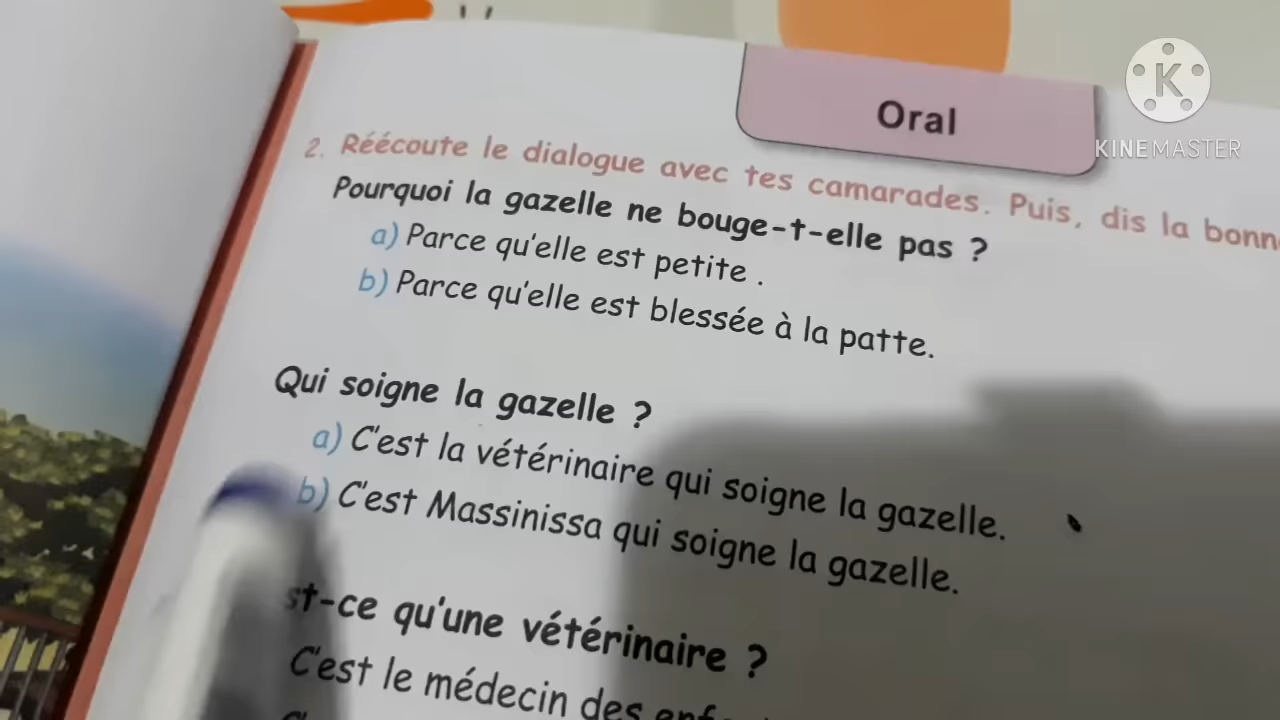 Oral
K
KINEMASTER
2. Réécoute le dialogue avec tes camarades. Puis, dis la
Pourquoi la gazelle ne bouge-t-elle pas ?
a) Parce qu'elle est petite .
b) Parce qu'elle est blessée à la patte.
Qui soigne la gazelle ?
a) C'est la vétérinaire qui soigne la gazelle.
b) C'est Massinissa qui soigne la gazelle.
st-ce qu'une vétérinaire ?
C'est le médecin des